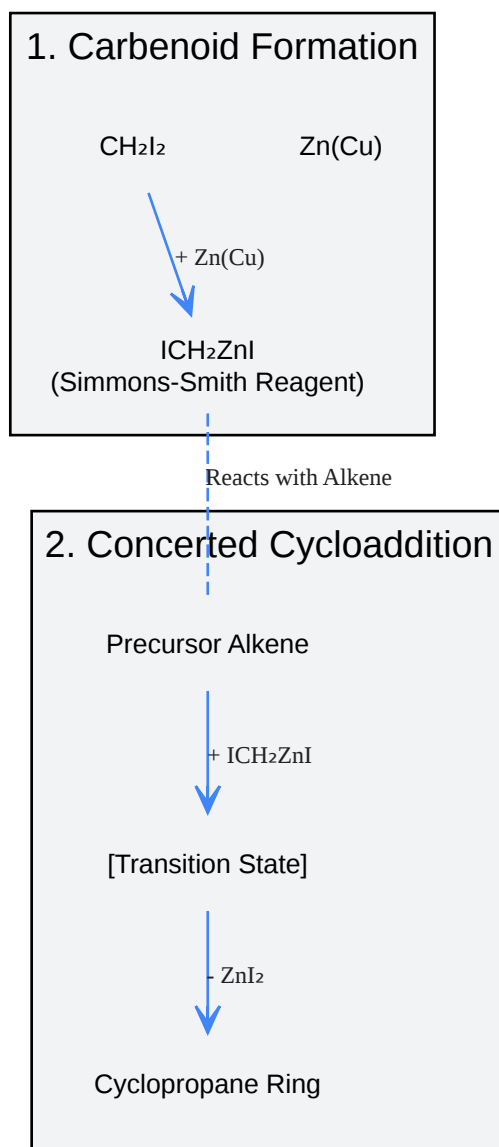 1. Carbenoid Formation
CH₂I₂
Zn(Cu)
+ Zn(Cu)
ICH₂ZnI
(Simmons-Smith Reagent)
Reacts with Alkene
2. Concerted Cycloaddition
Precursor Alkene
+ ICH₂ZnI
[Transition State]
- ZnI₂
Cyclopropane Ring